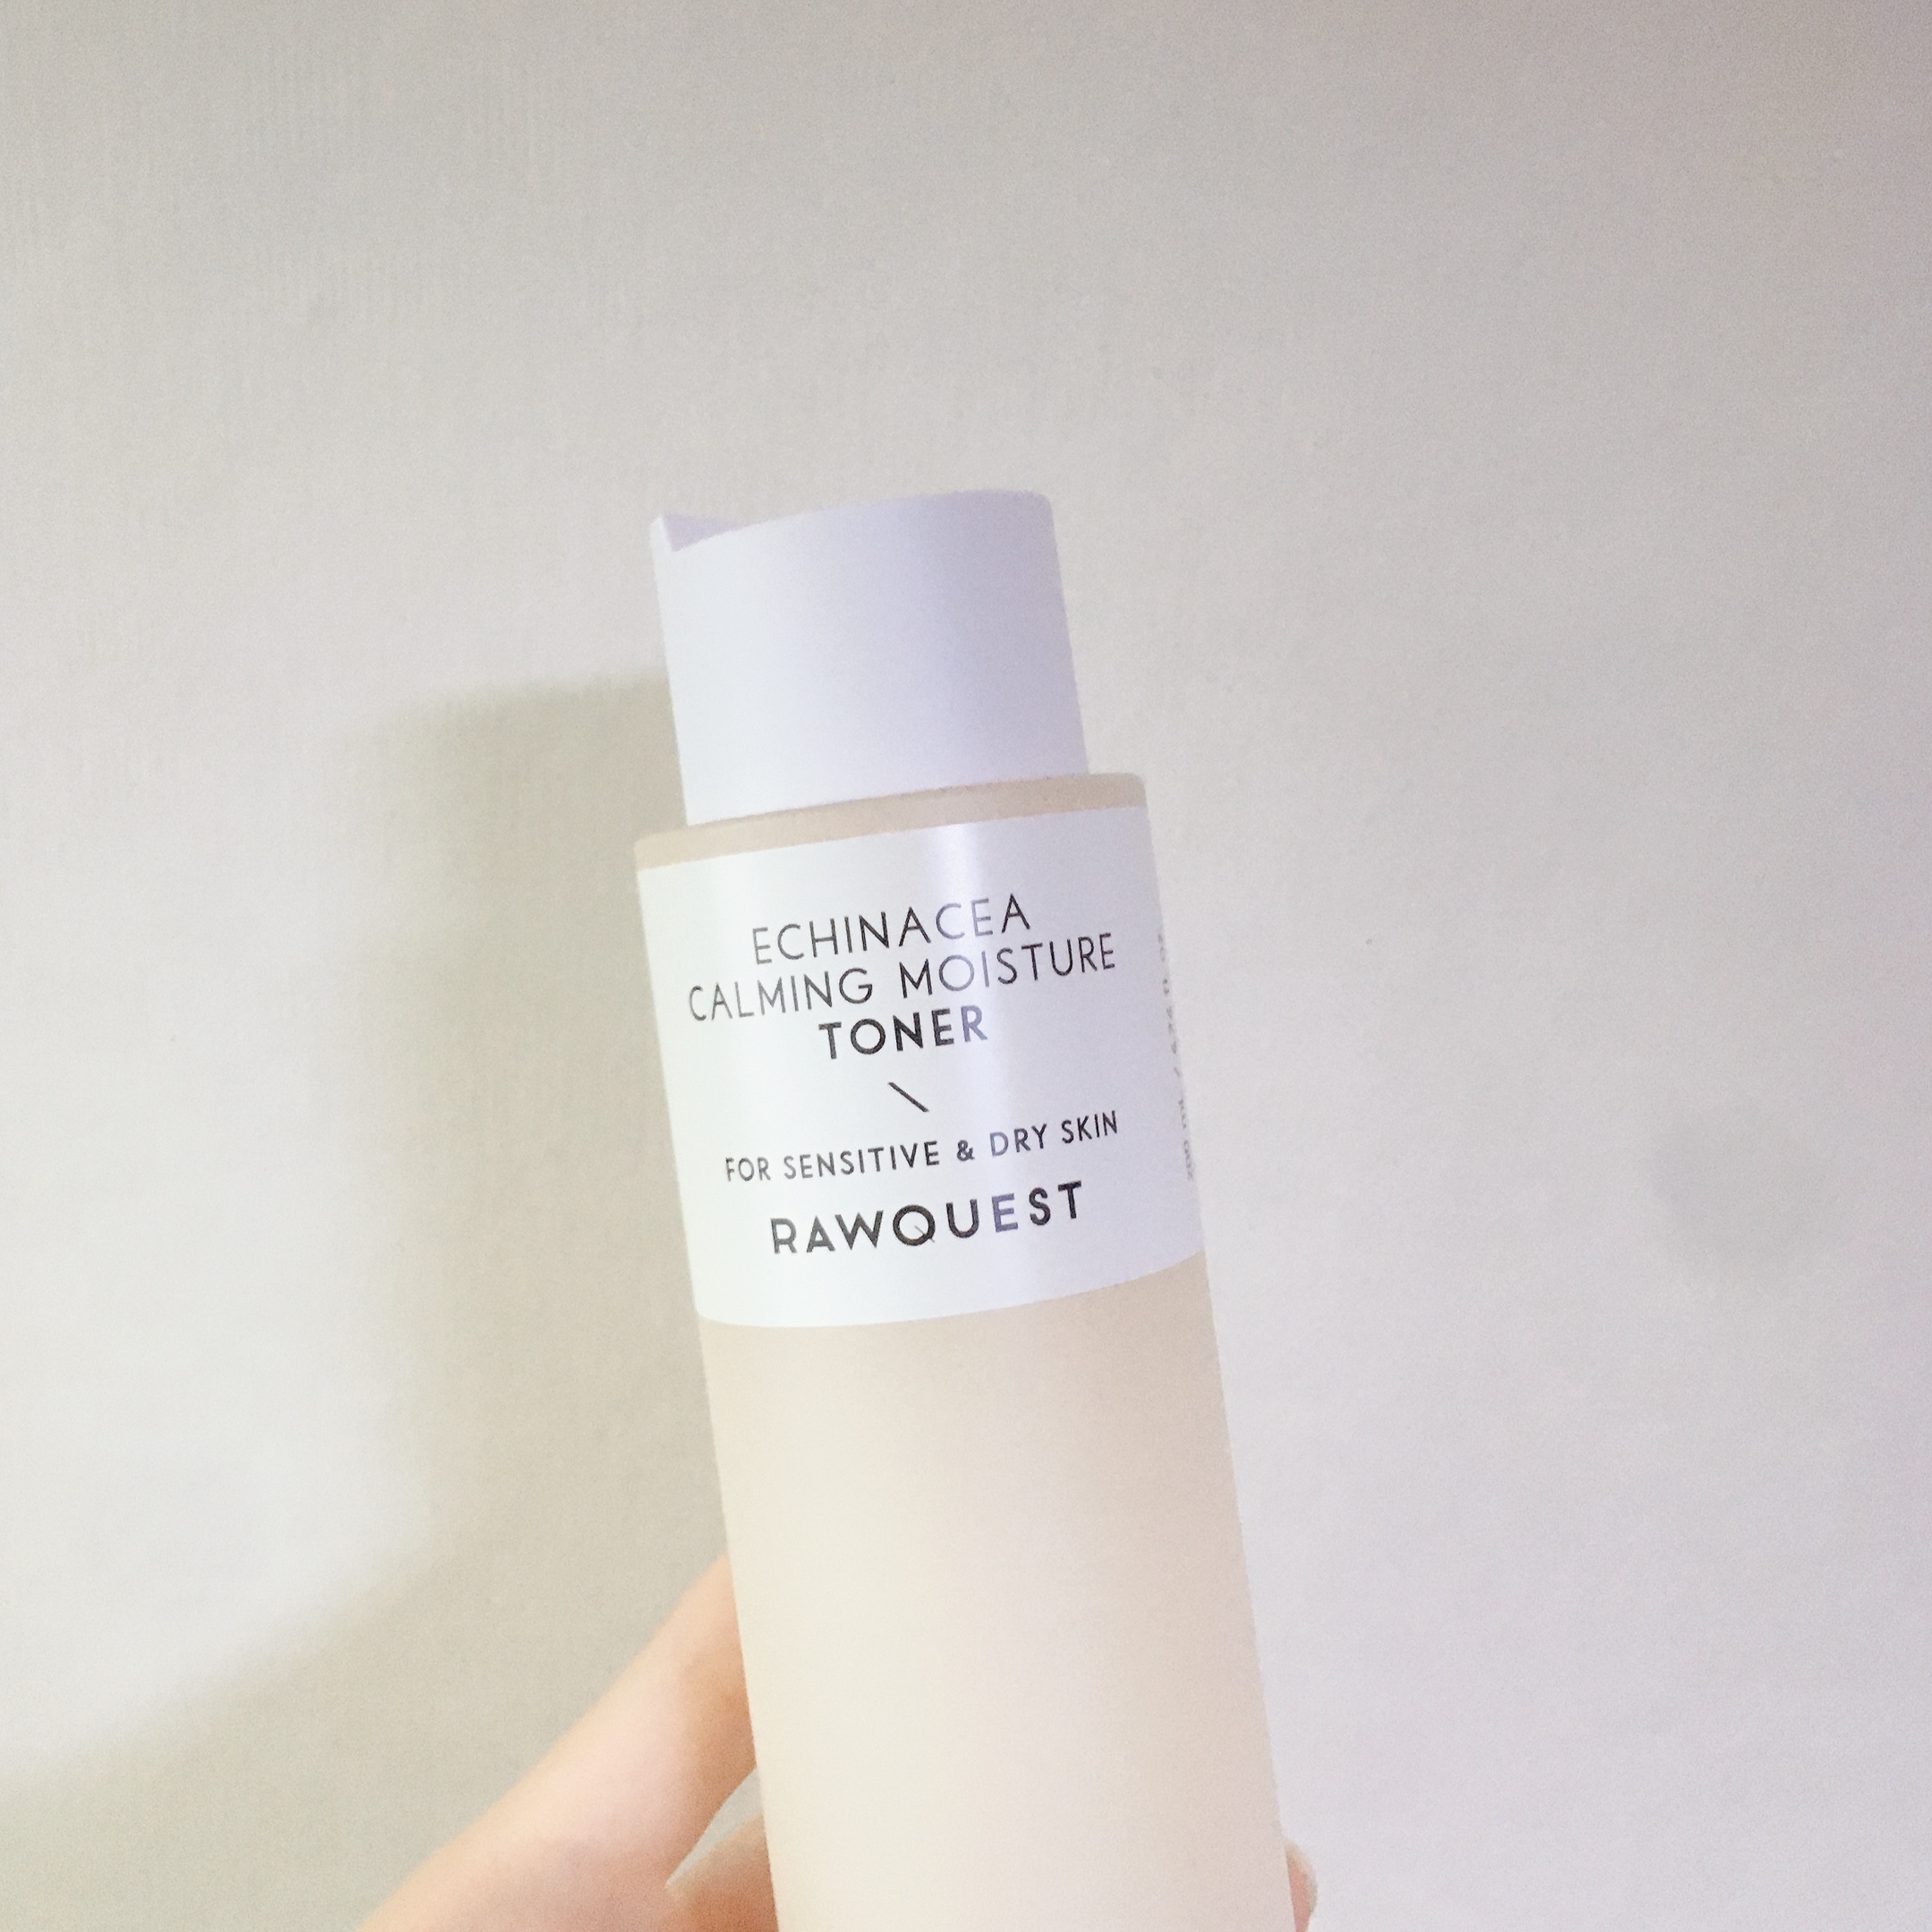 ECHINACEA
CALMING MOISTURE
TONER
\
FOR SENSITIVE & DRY SKIN
RAWQUEST